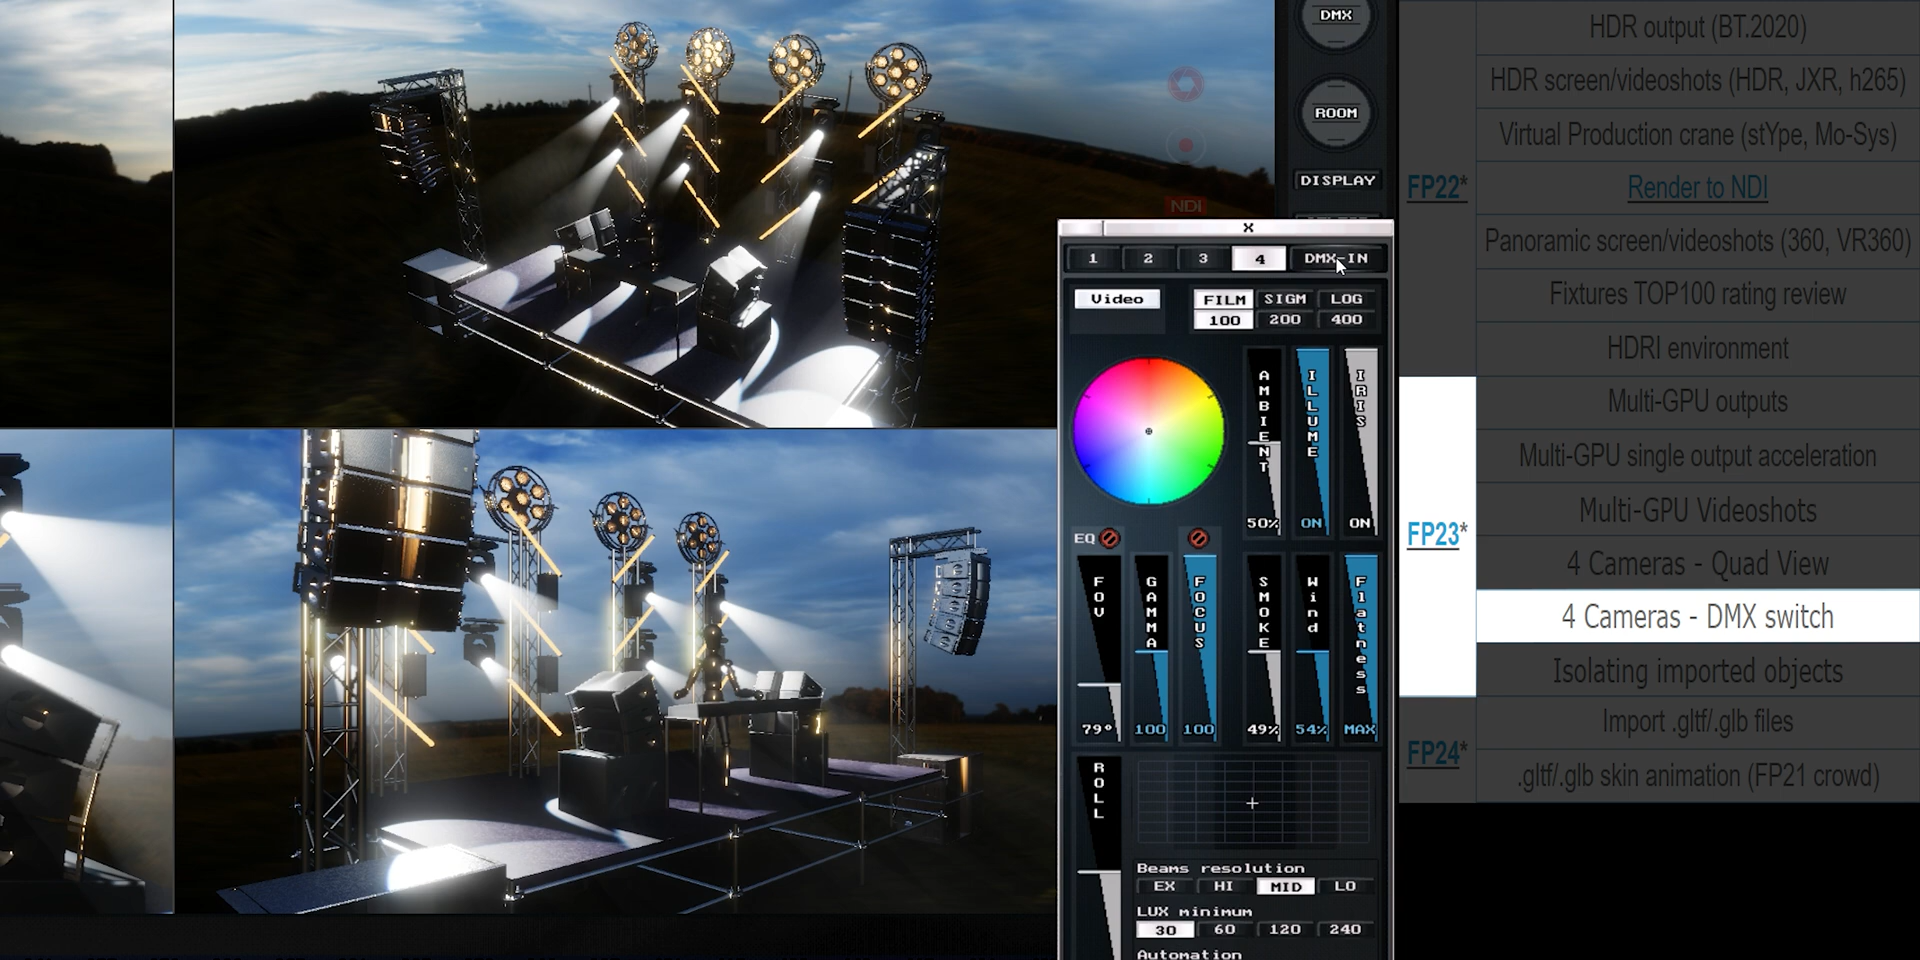 DMX
ROOM
DISPLAY
NDI
X
1 2 3 4 DMX-IN
Video
FILM SIGM LOG
100 200 400
AMBIENT
ILLUME
IRIS
50% ON ON
EQ
FOV
GAMMA
FOCUS
SMOKE
Wind
Flatness
79° 100 100 49% 54% MAX
ROLL
Beams resolution
EX HI MID LO
LUX minimum
30 60 120 240
Automation
HDR output (BT.2020)
HDR screen/videoshots (HDR, JXR, h265)
Virtual Production crane (stYpe, Mo-Sys)
FP22* Render to NDI
Panoramic screen/videoshots (360, VR360)
Fixtures TOP100 rating review
HDRI environment
Multi-GPU outputs
Multi-GPU single output acceleration
Multi-GPU Videoshots
FP23*
4 Cameras - Quad View
4 Cameras - DMX switch
Isolating imported objects
Import .gltf/.glb files
FP24*
.gltf/.glb skin animation (FP21 crowd)